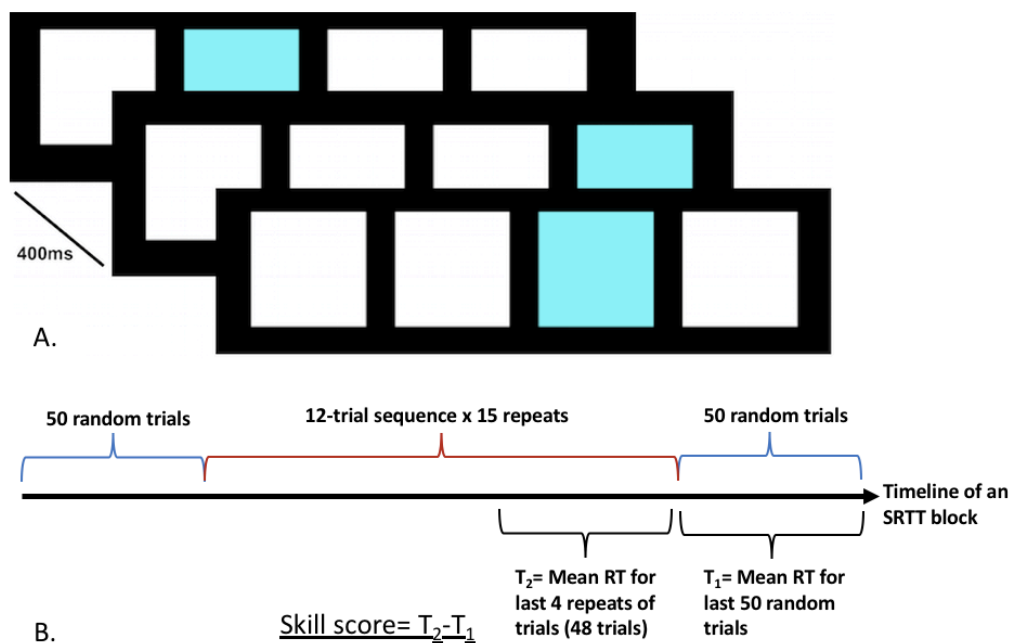 400ms
A.
50 random trials
12-trial sequence x 15 repeats
50 random trials
Timeline of an
SRTT block
T₂= Mean RT for
last 4 repeats of
trials (48 trials)
T₁= Mean RT for
last 50 random
trials
B.
Skill score= T₂-T₁